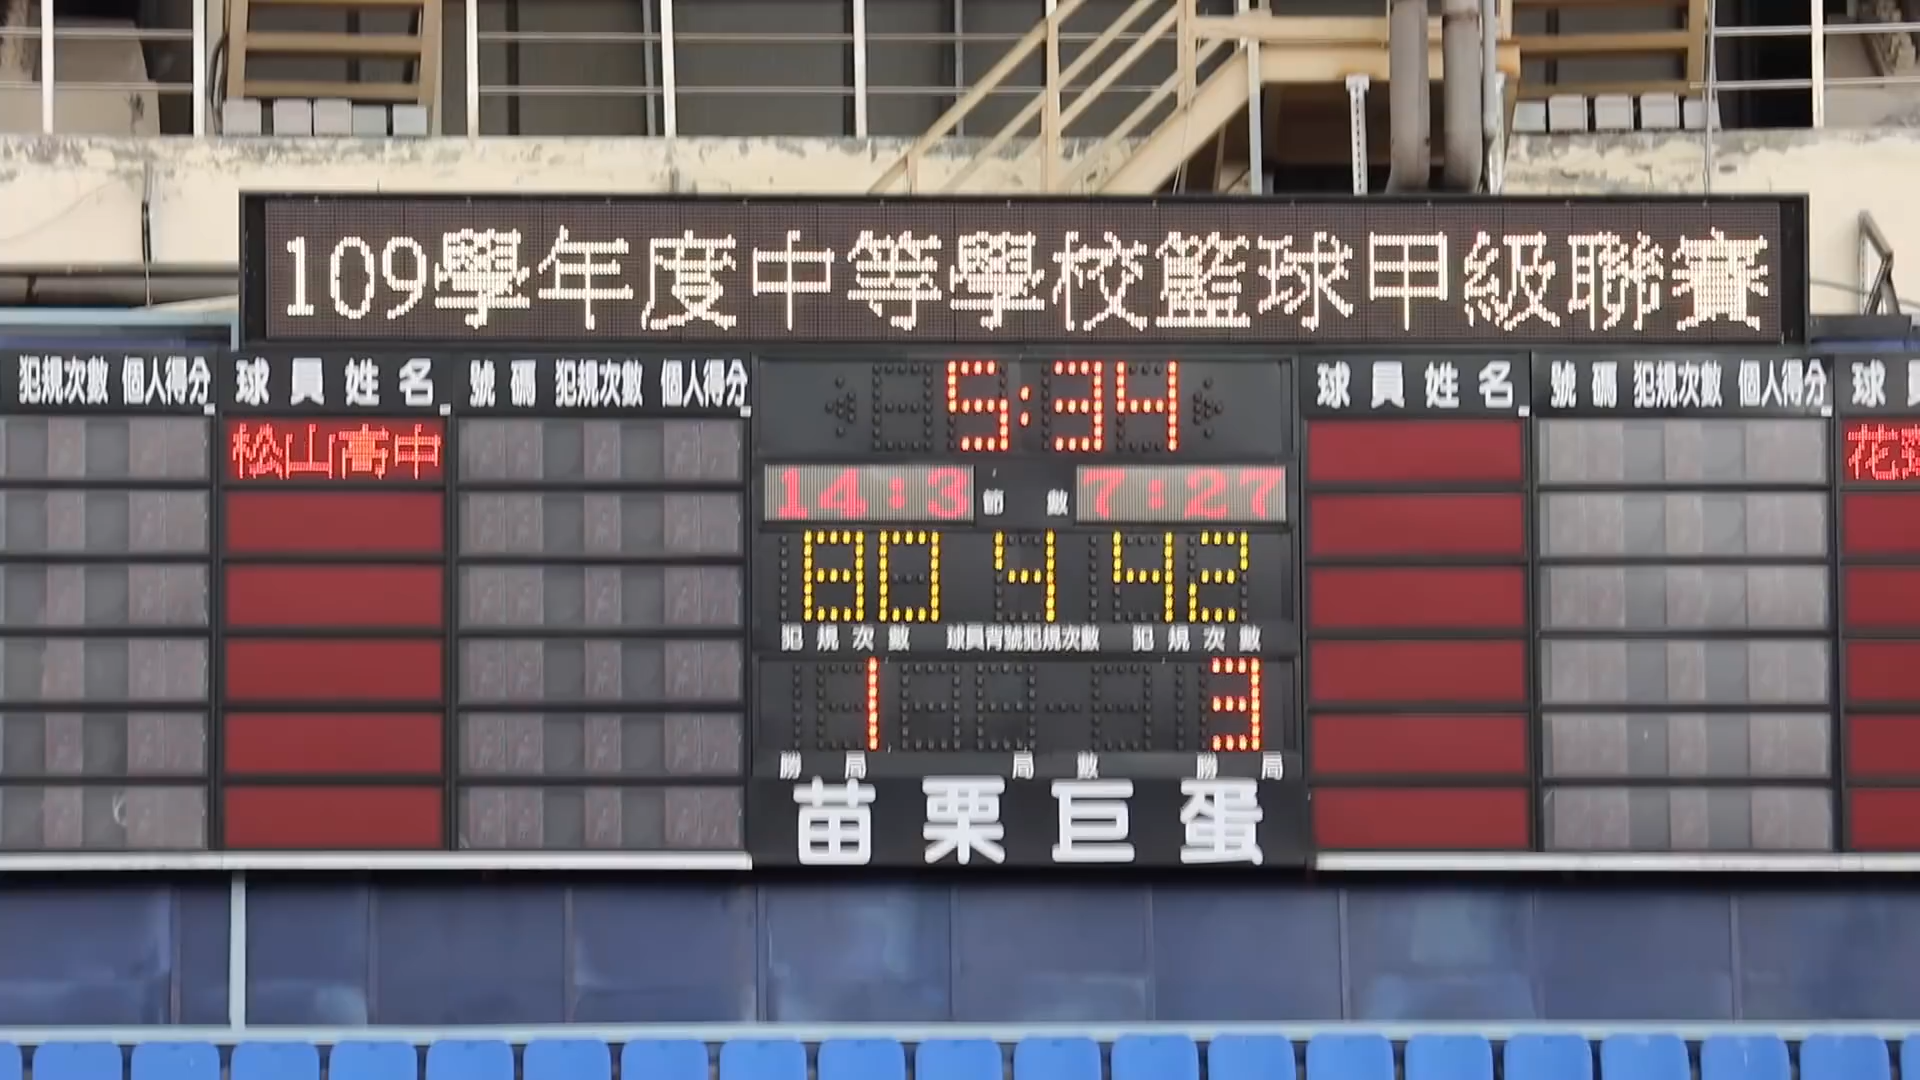 109學年度中等學校籃球甲級聯賽
犯規次數 個人得分 球員姓名 號碼 犯規次數 個人得分
5:34
球員姓名 號碼 犯規次數 個人得分 球
松山高中
花
14:3 節數 7:27
80 4 42
犯規次數 球員背號犯規次數 犯規次數
1 3
勝局 局數 勝局
苗栗巨蛋